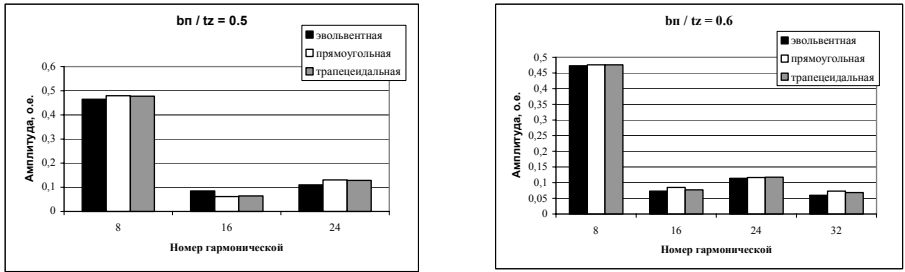 bп / tz = 0.5
эвольвентная
прямоугольная
трапецеидальная
Амплитуда, о.е.
0,6
0,5
0,4
0,3
0,2
0,1
0
8 16 24
Номер гармонической
bп / tz = 0.6
эвольвентная
прямоугольная
трапецеидальная
Амплитуда, о.е.
0,5
0,45
0,4
0,35
0,3
0,25
0,2
0,15
0,1
0,05
0
8 16 24 32
Номер гармонической